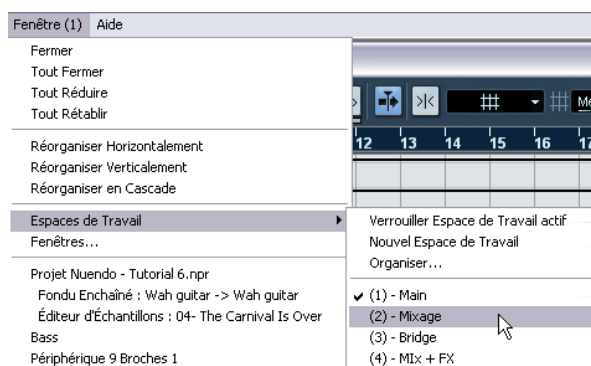 Fenêtre (1) Aide
Fermer
Tout Fermer
Tout Réduire
Tout Rétablir
Réorganiser Horizontalement
Réorganiser Verticalement
Réorganiser en Cascade
Espaces de Travail
Fenêtres...
Projet Nuendo - Tutorial 6.npr
Fondu Enchaîné : Wah guitar -> Wah guitar
Éditeur d'Échantillons : 04- The Carnival Is Over
Bass
Périphérique 9 Broches 1
12 13 14 15 16 17
Verrouiller Espace de Travail actif
Nouvel Espace de Travail
Organiser...
✓ (1) - Main
(2) - Mixage
(3) - Bridge
(4) - MIx + FX